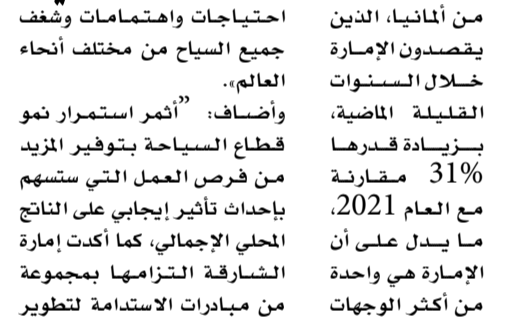 من ألمانيا، الذين
يقصدون الإمارة
خلال السنوات
القليلة الماضية،
بزيادة قدرها
31% مقارنة
مع العام 2021،
ما يدل على أن
الإمارة هي واحدة
من أكثر الوجهات
احتياجات واهتمامات وشغف
جميع السياح من مختلف أنحاء
العالم».
وأضاف: ”أثمر استمرار نمو
قطاع السياحة بتوفير المزيد
من فرص العمل التي ستسهم
بإحداث تأثير إيجابي على الناتج
المحلي الإجمالي، كما أكدت إمارة
الشارقة التزامها بمجموعة
من مبادرات الاستدامة لتطوير